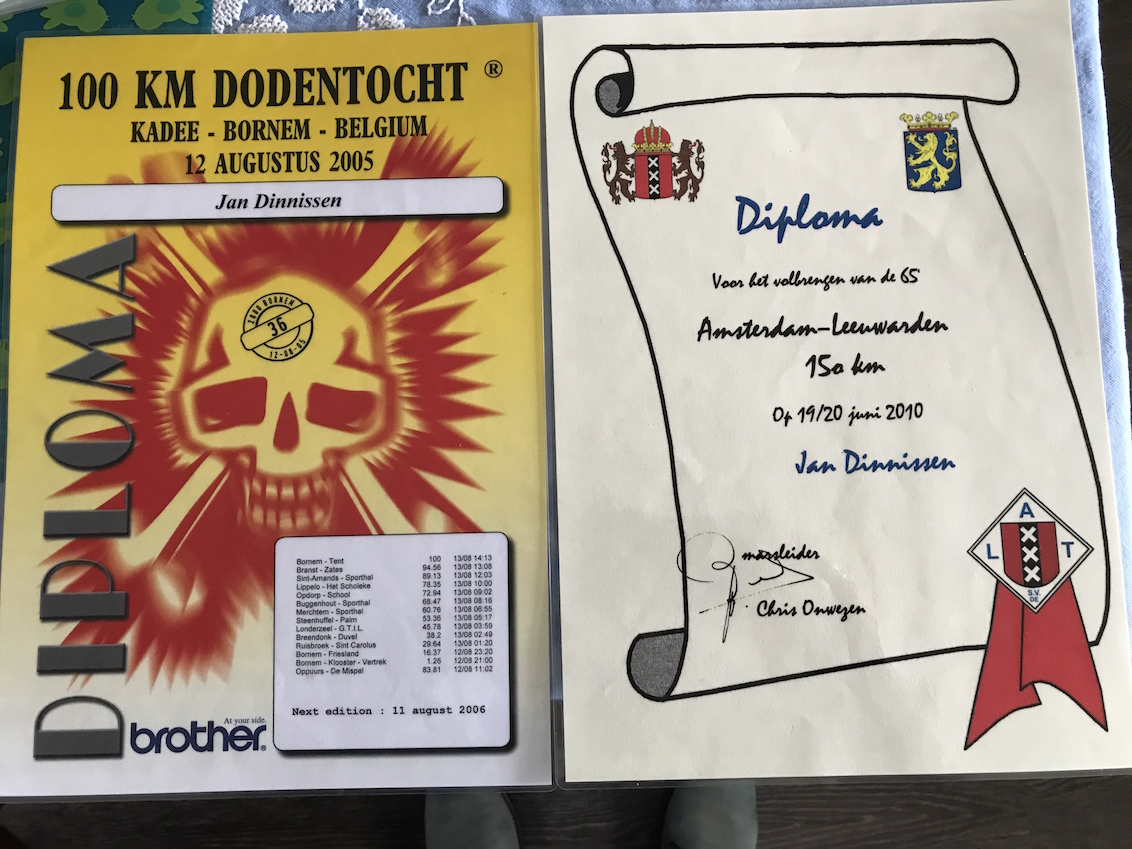 100 KM DODENTOCHT ®
KADEE - BORNEM - BELGIUM
12 AUGUSTUS 2005
Jan Dinnissen
DIPLOMA
2880 BORNEM
36
12-08-05
Bornem - Tent 100 13/08 14:13
Branst - Zates 94.56 13/08 13:08
Sint-Amands - Sporthal 89.13 13/08 12:03
Lippelo - Het Scholeke 78.35 13/08 10:00
Opdorp - School 72.94 13/08 09:02
Buggenhout - Sporthal 68.47 13/08 08:16
Merchtem - Sporthal 60.76 13/08 06:55
Steenhuffel - Palm 53.36 13/08 05:17
Londerzeel - G.T.I.L. 45.78 13/08 03:59
Breendonk - Duvel 38.2 13/08 02:49
Ruisbroek - Sint Carolus 29.64 13/08 01:20
Bornem - Friesland 16.37 12/08 23:20
Bornem - Klooster - Vertrek 1.26 12/08 21:00
Oppuurs - De Mispel 83.81 12/08 11:02
Next edition : 11 august 2006
At your side.
brother®
Diploma
Voor het volbrengen van de 65e
Amsterdam-Leeuwarden
150 km
Op 19/20 juni 2010
Jan Dinnissen
marsleider
Chris Onwezen
A
L T
S.V.
DE